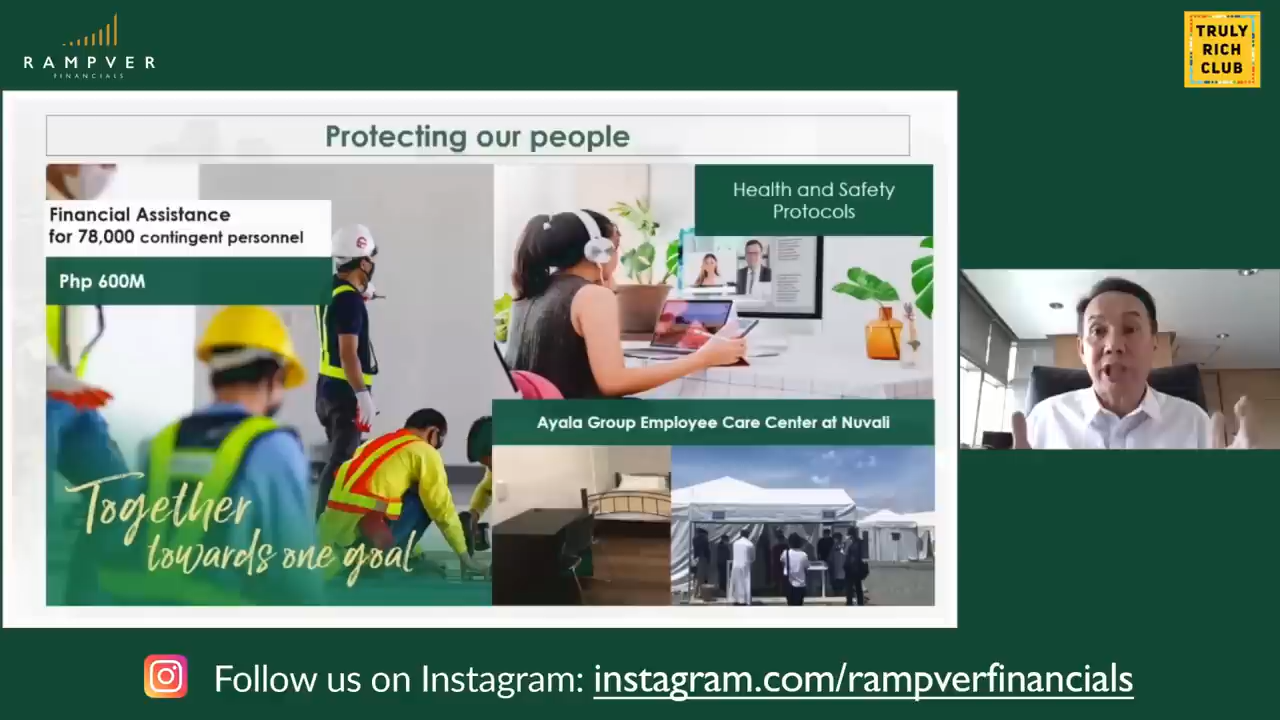 RAMPVER
FINANCIALS
TRULY
RICH
CLUB
Protecting our people
Financial Assistance
for 78,000 contingent personnel
Php 600M
Health and Safety
Protocols
Ayala Group Employee Care Center at Nuvali
Together
towards one goal
Follow us on Instagram: instagram.com/rampverfinancials